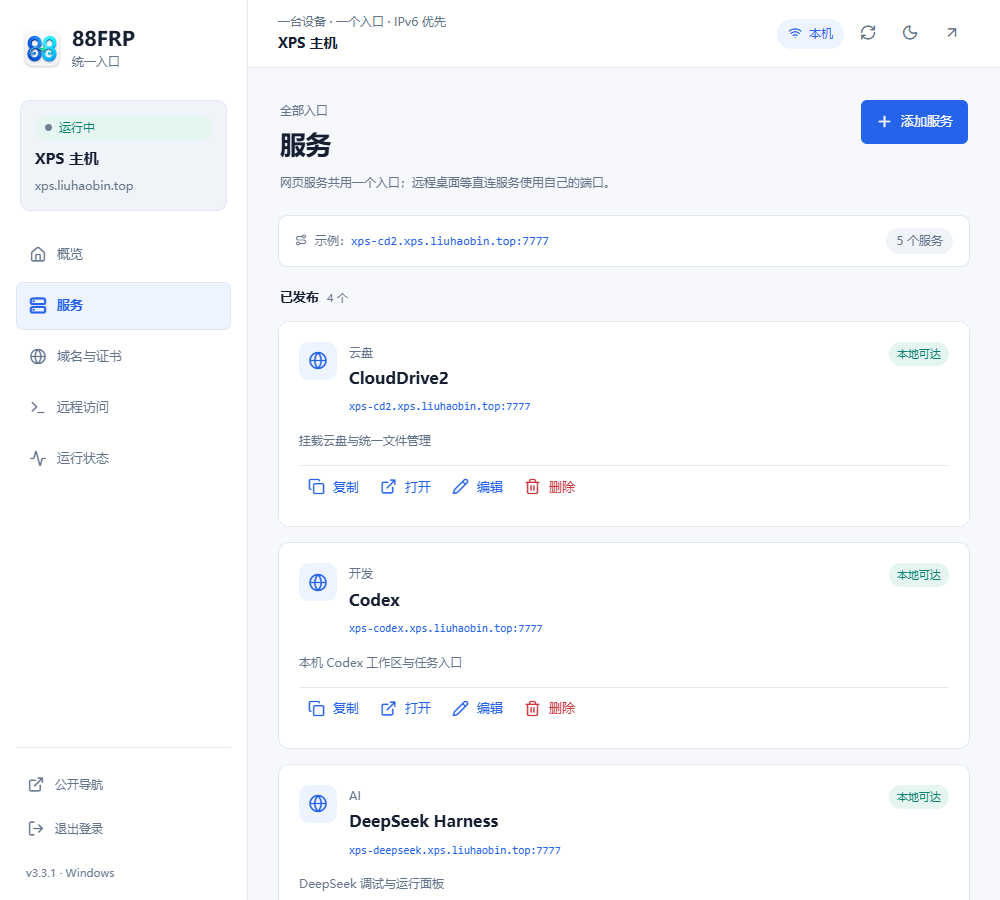 88FRP
统一入口
运行中
XPS 主机
xps.liuhaobin.top
概览
服务
域名与证书
远程访问
运行状态
公开导航
退出登录
v3.3.1 · Windows
一台设备 · 一个入口 · IPv6 优先
XPS 主机
本机
全部入口
服务
网页服务共用一个入口；远程桌面等直连服务使用自己的端口。
添加服务
示例: xps-cd2.xps.liuhaobin.top:7777
5 个服务
已发布 4 个
云盘
CloudDrive2
xps-cd2.xps.liuhaobin.top:7777
本地可达
挂载云盘与统一文件管理
复制 打开 编辑 删除
开发
Codex
xps-codex.xps.liuhaobin.top:7777
本地可达
本机 Codex 工作区与任务入口
复制 打开 编辑 删除
AI
DeepSeek Harness
xps-deepseek.xps.liuhaobin.top:7777
本地可达
DeepSeek 调试与运行面板